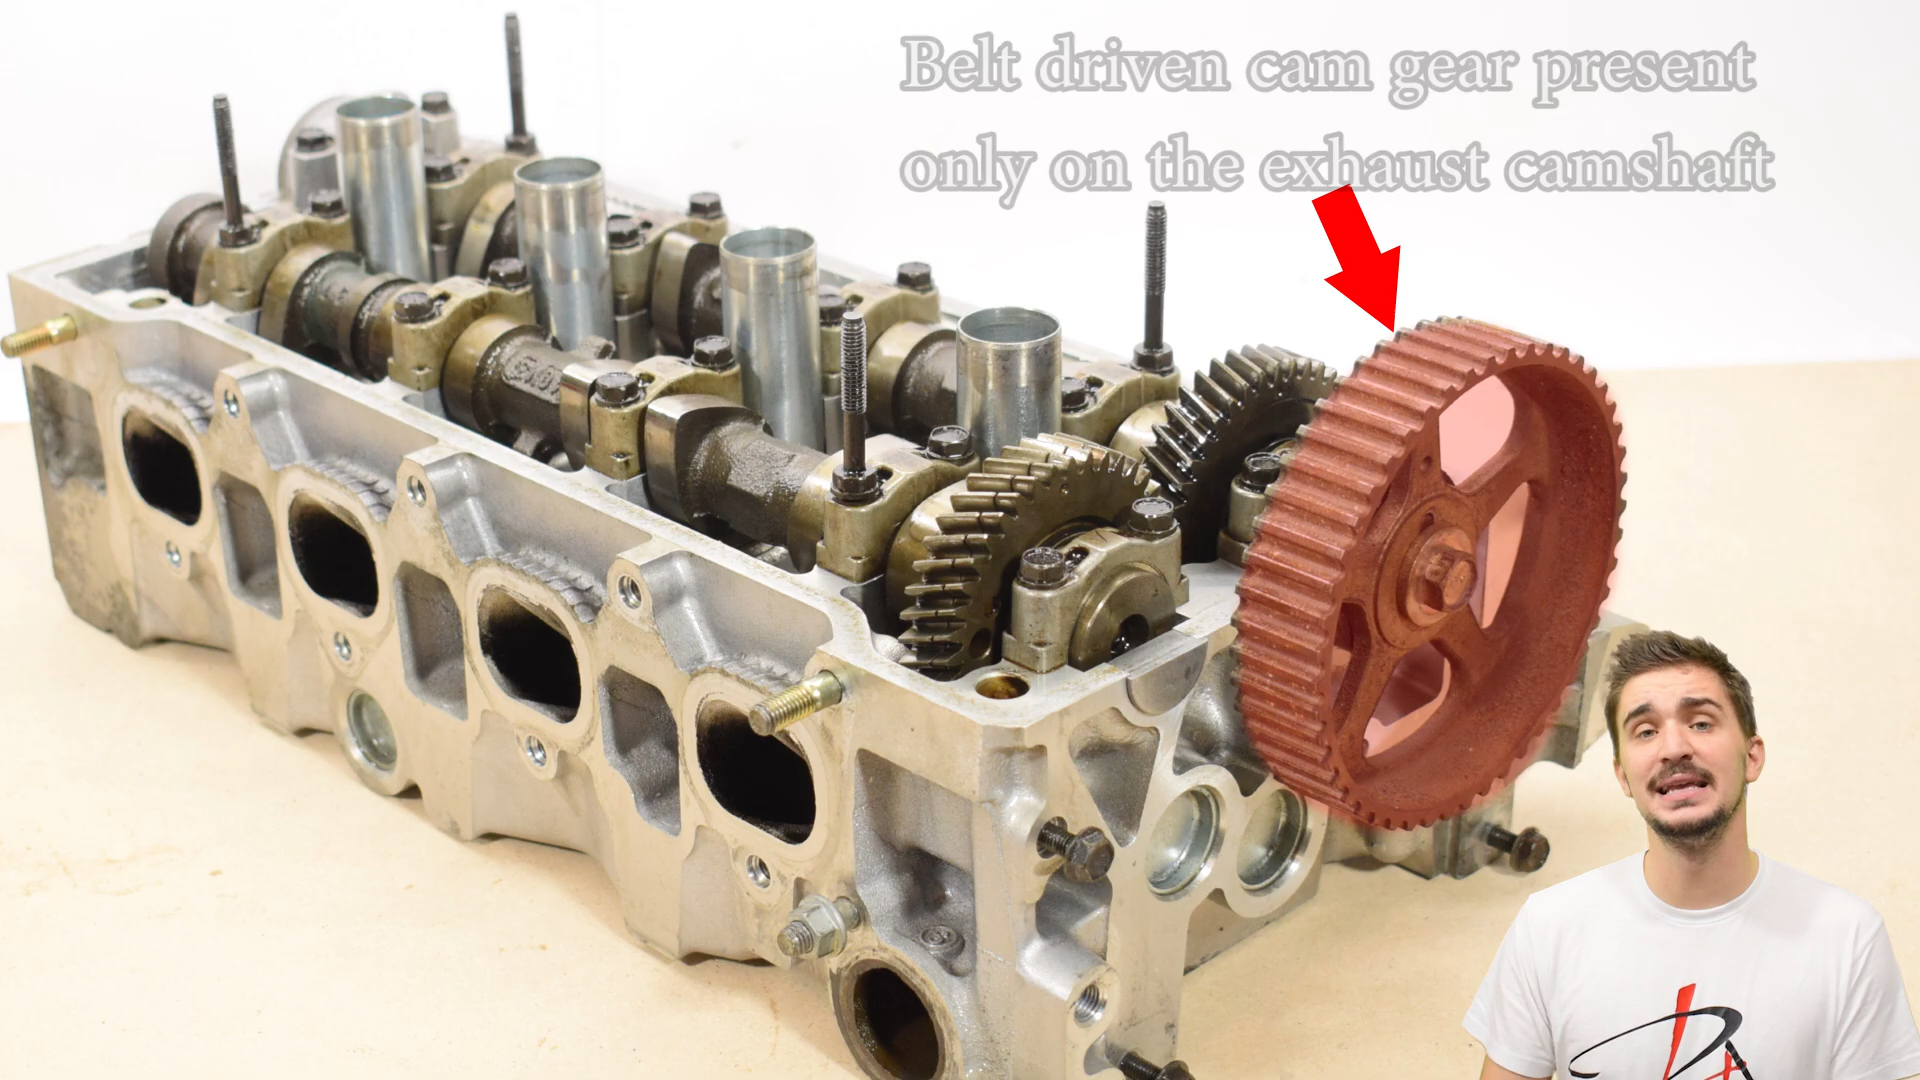 Belt driven cam gear present
only on the exhaust camshaft